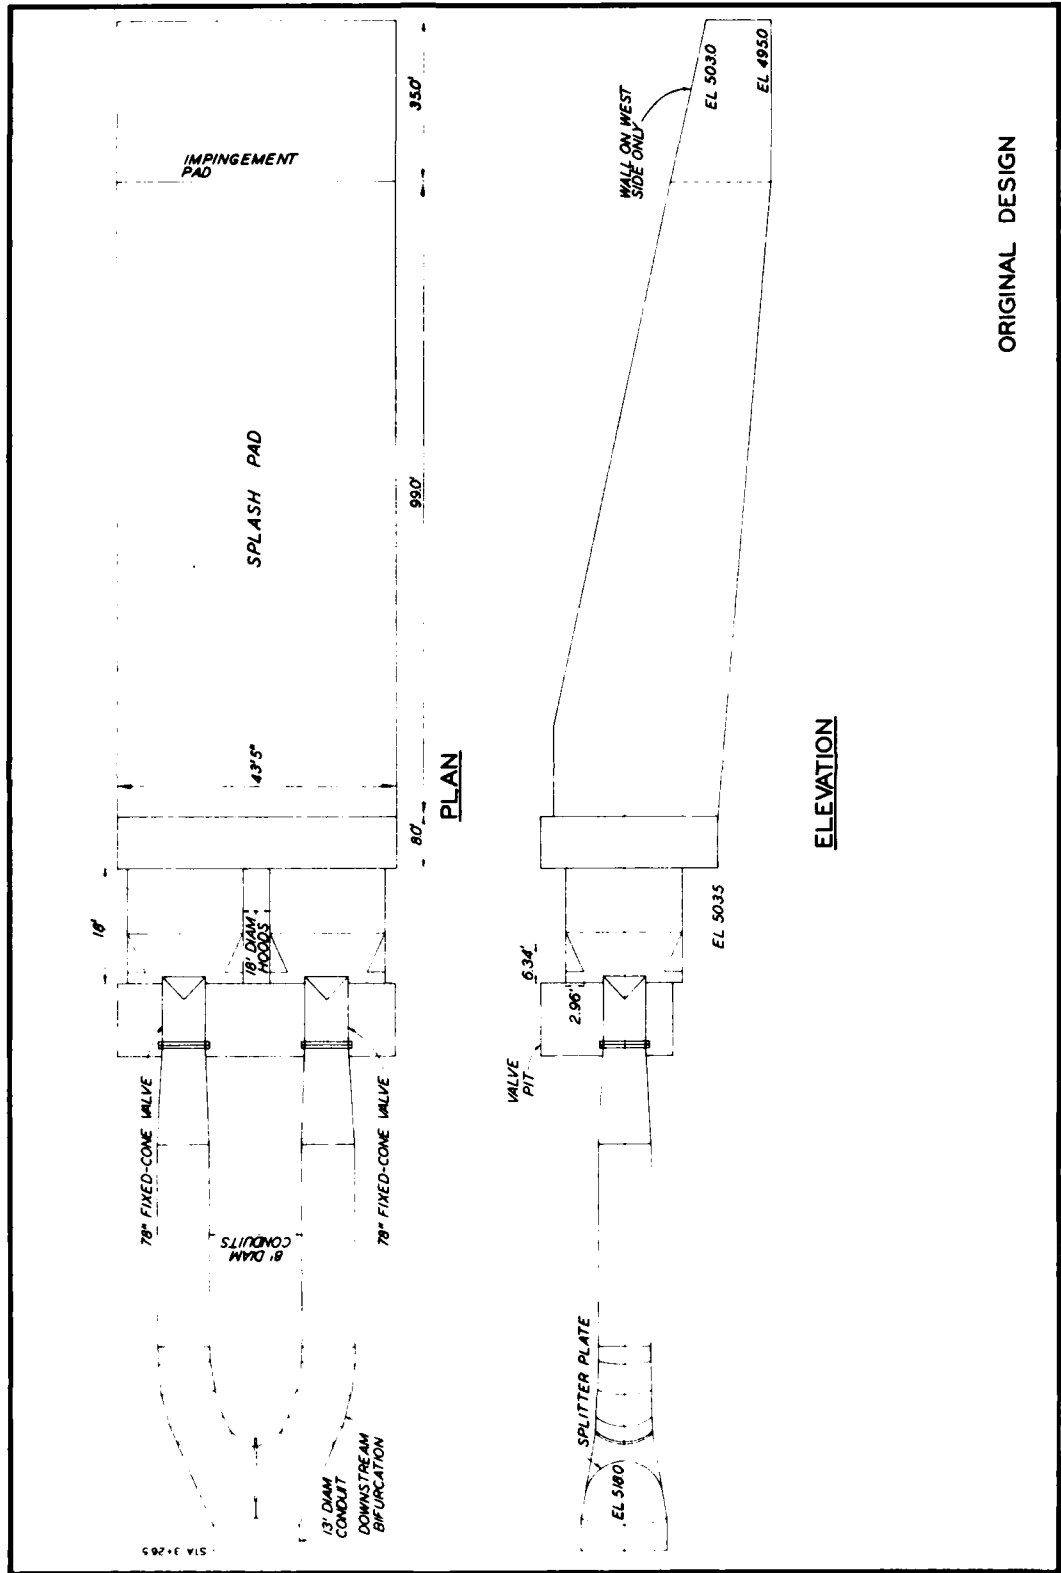 STA 3+26.5
13' DIAM
CONDUIT
DOWNSTREAM
BIFURCATION
8' DIAM
CONDUITS
78" FIXED-CONE VALVE
78" FIXED-CONE VALVE
18'
18' DIAM
HOODS
8.0'
43'5"
SPLASH PAD
99.0'
IMPINGEMENT
PAD
35.0'
PLAN
EL 518.0
SPLITTER PLATE
VALVE
PIT
2.96'
6.34'
EL 503.5
WALL ON WEST
SIDE ONLY
EL 503.0
EL 495.0
ELEVATION
ORIGINAL DESIGN